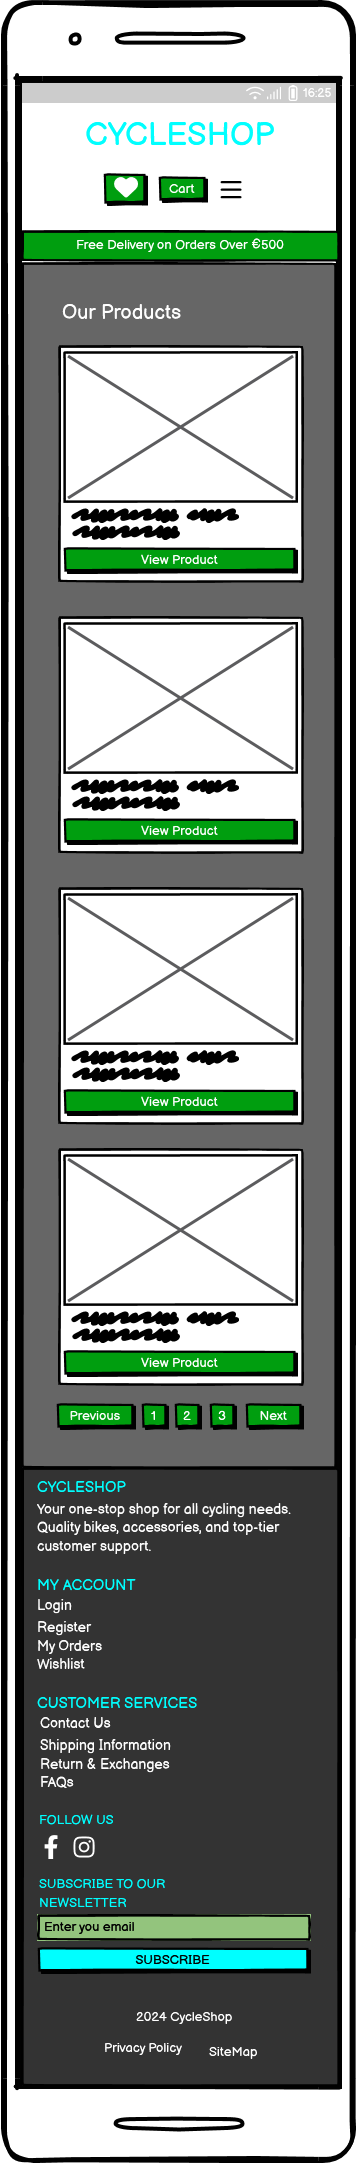 16:25
CYCLESHOP
Cart
Free Delivery on Orders Over €500
Our Products
View Product
View Product
View Product
View Product
Previous 1 2 3 Next
CYCLESHOP
Your one-stop shop for all cycling needs.
Quality bikes, accessories, and top-tier
customer support.
MY ACCOUNT
Login
Register
My Orders
Wishlist
CUSTOMER SERVICES
Contact Us
Shipping Information
Return & Exchanges
FAQs
FOLLOW US
SUBSCRIBE TO OUR
NEWSLETTER
Enter you email
SUBSCRIBE
2024 CycleShop
Privacy Policy SiteMap